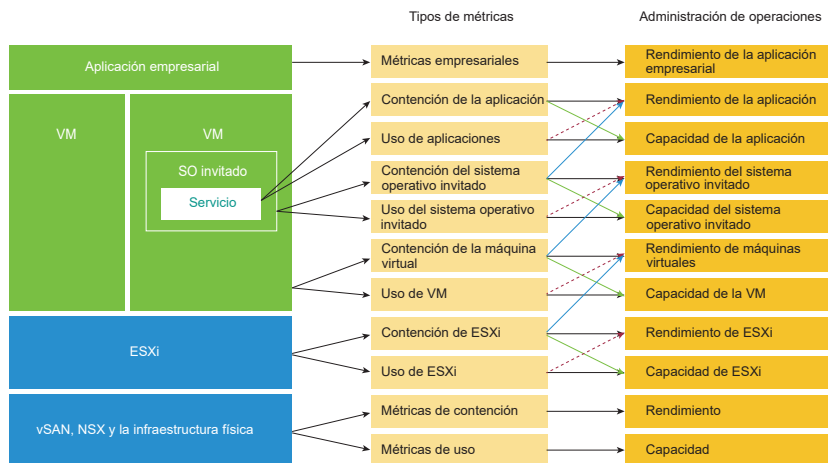 Tipos de métricas
Administración de operaciones
Aplicación empresarial
Métricas empresariales
Rendimiento de la aplicación
empresarial
VM
VM
SO invitado
Servicio
Contención de la aplicación
Rendimiento de la aplicación
Uso de aplicaciones
Capacidad de la aplicación
Contención del sistema
operativo invitado
Rendimiento del sistema
operativo invitado
Uso del sistema operativo
invitado
Capacidad del sistema
operativo invitado
Contención de la máquina
virtual
Rendimiento de máquinas
virtuales
Uso de VM
Capacidad de la VM
ESXi
Contención de ESXi
Rendimiento de ESXi
Uso de ESXi
Capacidad de ESXi
vSAN, NSX y la infraestructura física
Métricas de contención
Rendimiento
Métricas de uso
Capacidad